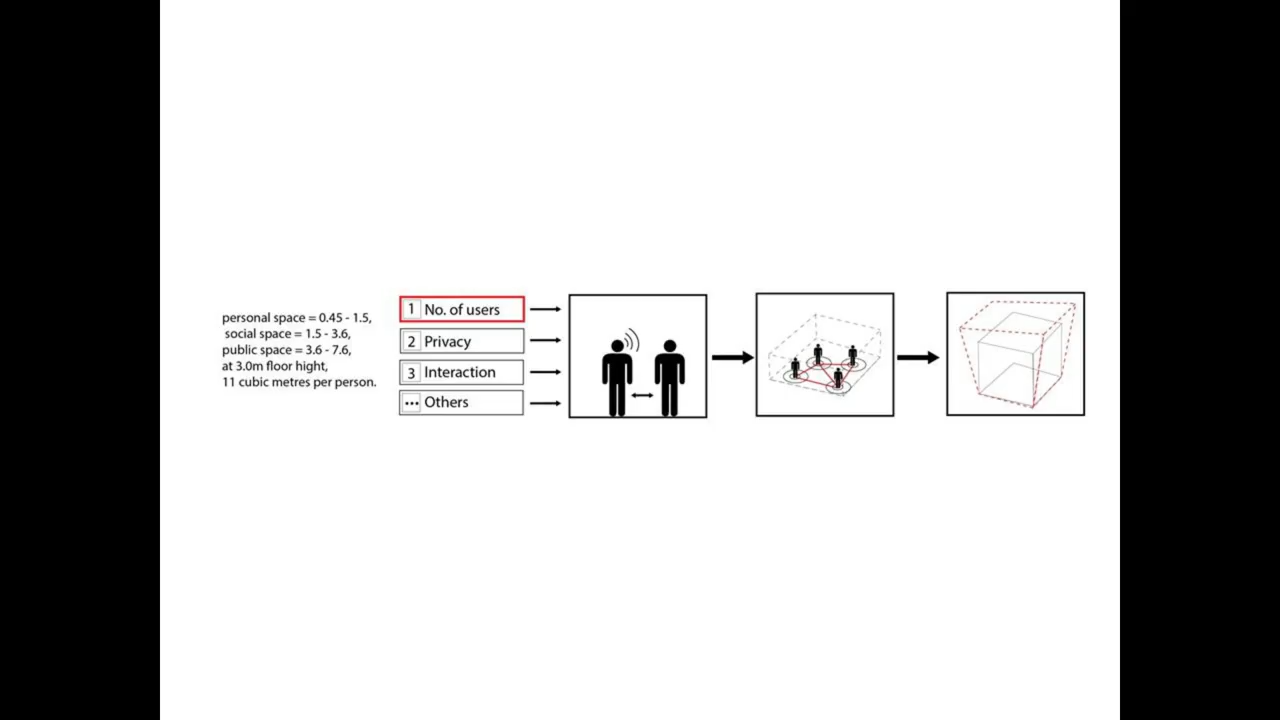 personal space = 0.45 - 1.5,
social space = 1.5 - 3.6,
public space = 3.6 - 7.6,
at 3.0m floor hight,
11 cubic metres per person.
1 No. of users
2 Privacy
3 Interaction
••• Others